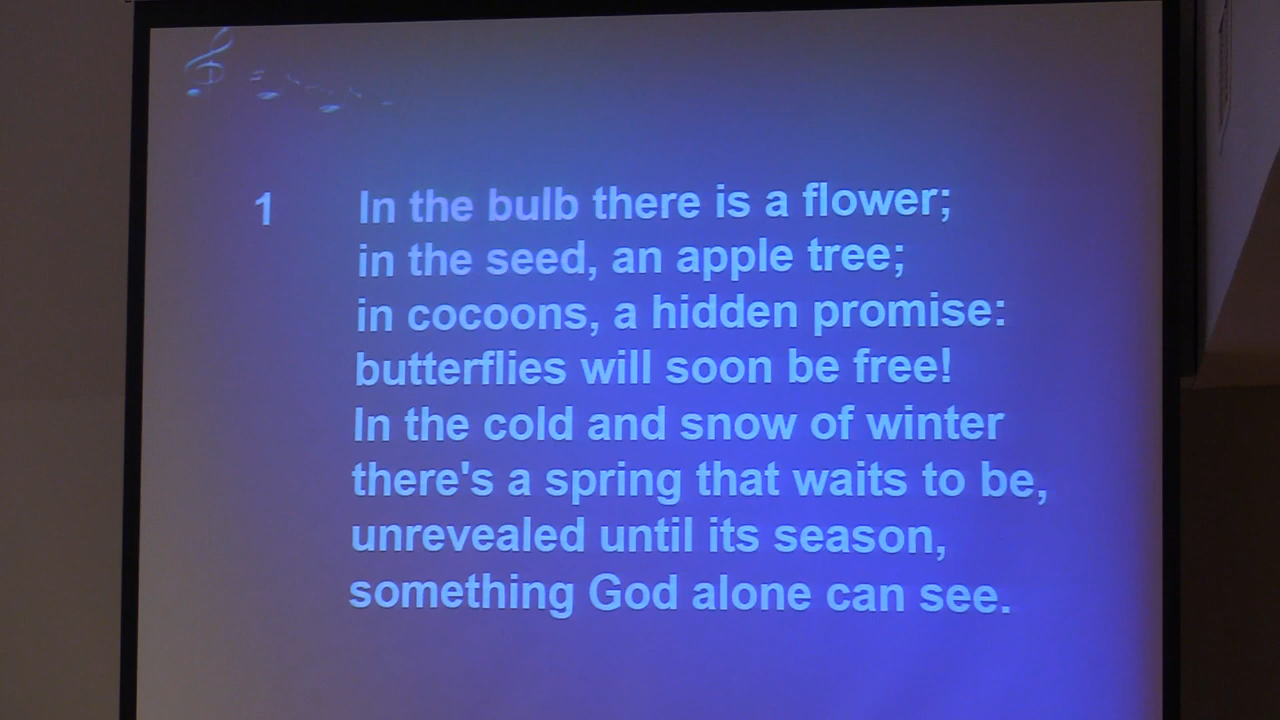 1 In the bulb there is a flower;
in the seed, an apple tree;
in cocoons, a hidden promise:
butterflies will soon be free!
In the cold and snow of winter
there's a spring that waits to be,
unrevealed until its season,
something God alone can see.